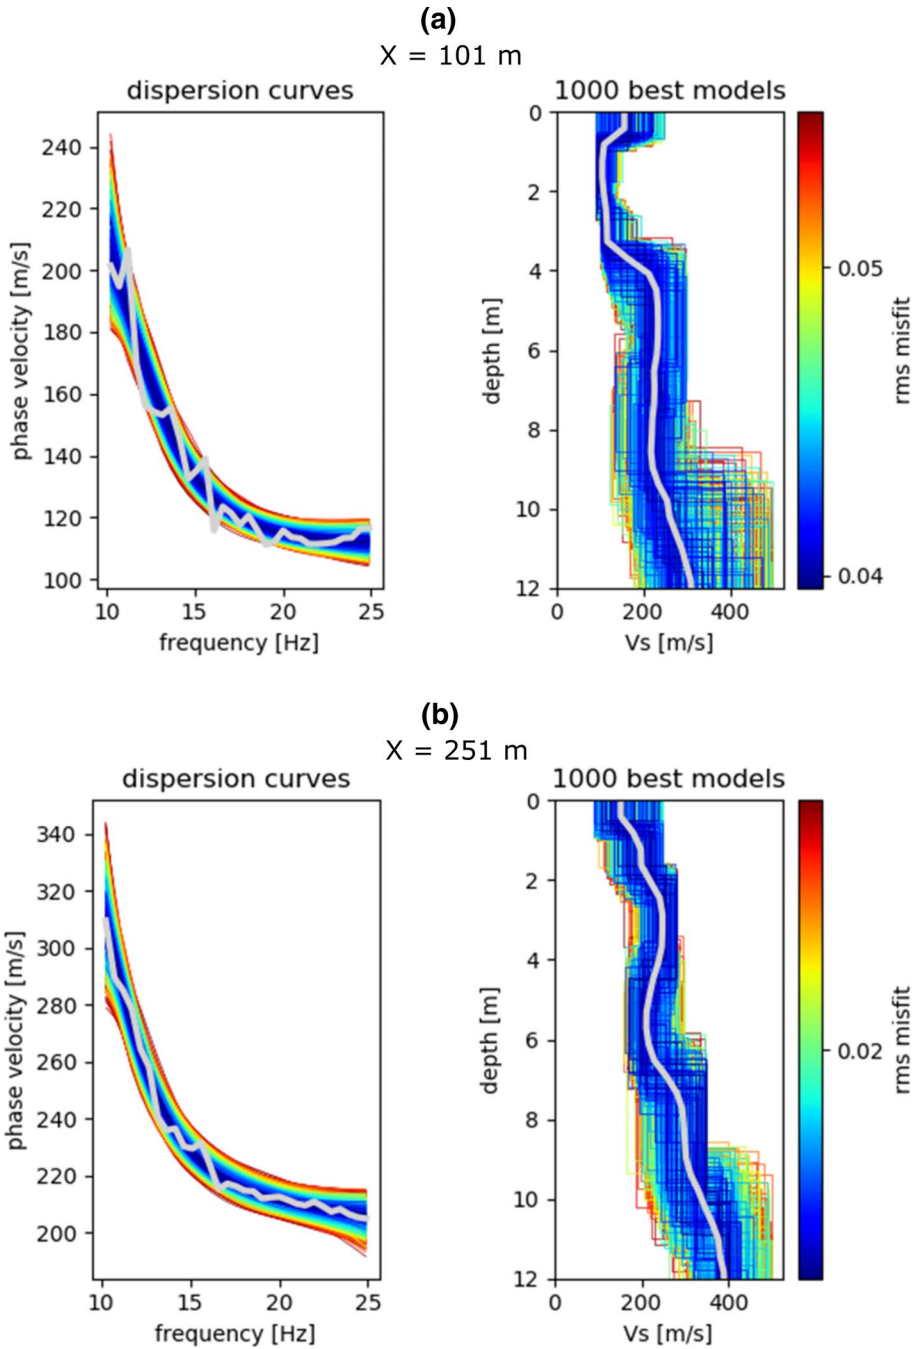 (a)
X = 101 m
dispersion curves
1000 best models
240
220
200
180
160
140
120
100
phase velocity [m/s]
10
15
20
25
frequency [Hz]
0
2
4
6
8
10
12
depth [m]
0
200
400
Vs [m/s]
0.05
0.04
rms misfit
(b)
X = 251 m
dispersion curves
1000 best models
340
320
300
280
260
240
220
200
phase velocity [m/s]
10
15
20
25
frequency [Hz]
0
2
4
6
8
10
12
depth [m]
0
200
400
Vs [m/s]
0.02
rms misfit